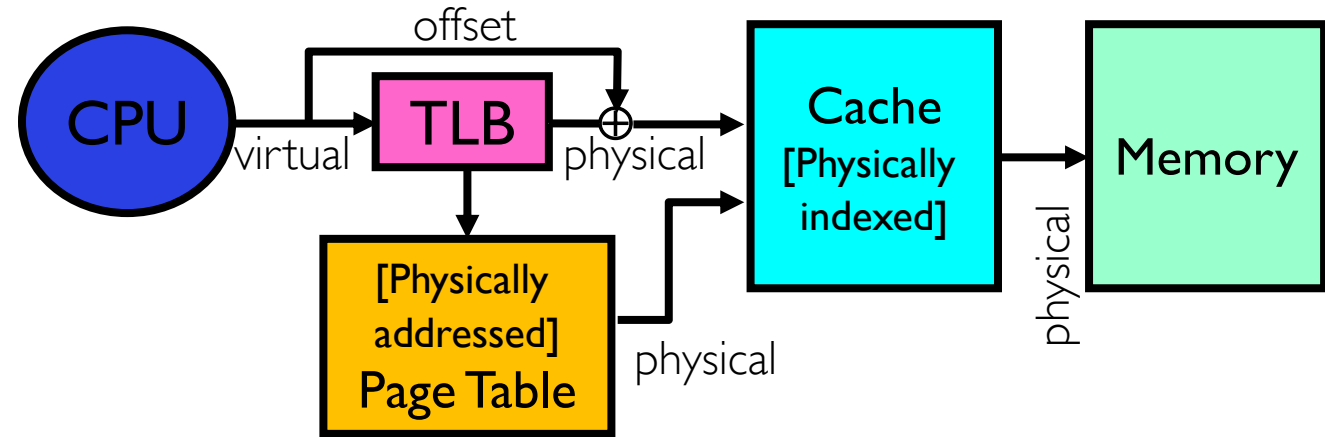 offset
CPU
virtual
TLB
physical
Cache
[Physically
indexed]
Memory
physical
[Physically
addressed]
Page Table
physical